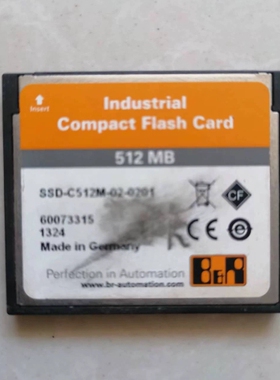 Insert
Industrial
Compact Flash Card
512 MB
SSD-C512M-02-0201
CF
60073315
1324
Made in Germany
CE
e
Perfection in Automation
www.br-automation.com
B&R